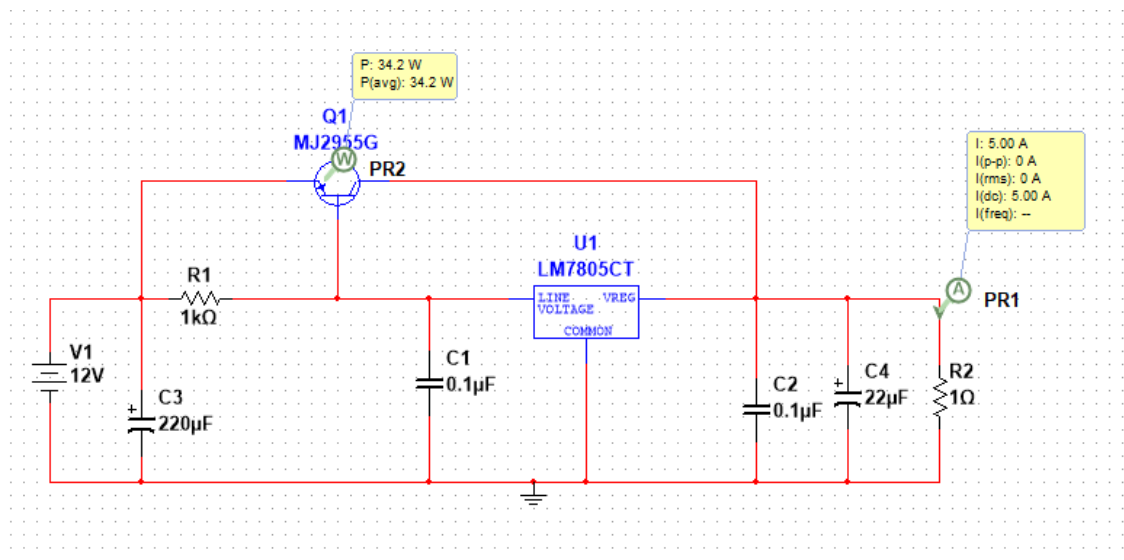 P: 34.2 W
P(avg): 34.2 W
Q1
MJ2955G
W
PR2
I: 5.00 A
I(p-p): 0 A
I(rms): 0 A
I(dc): 5.00 A
I(freq): --
U1
LM7805CT
R1
1kΩ
LINE VREG
VOLTAGE
COMMON
A
PR1
V1
12V
C3
+
220µF
C1
0.1µF
C2
0.1µF
C4
+
22µF
R2
1Ω